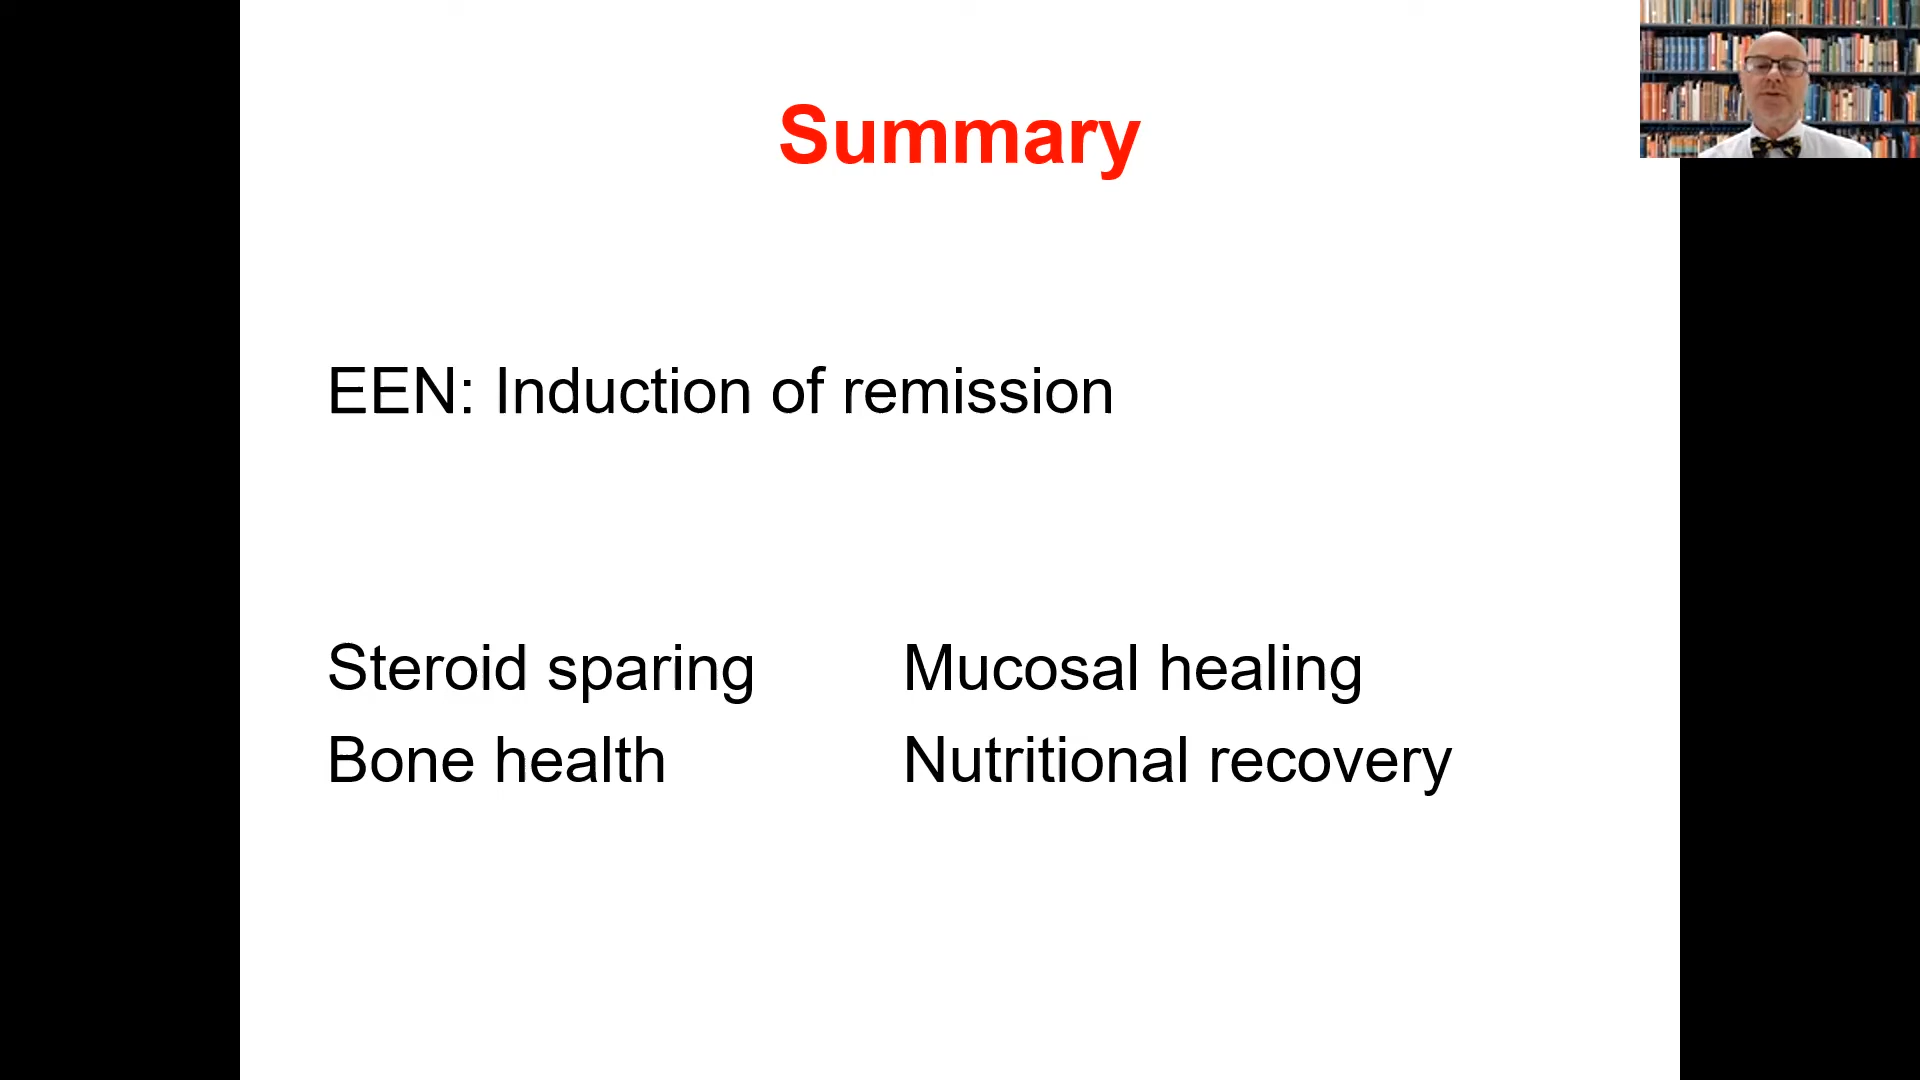 Summary
EEN: Induction of remission
Steroid sparing Mucosal healing
Bone health Nutritional recovery